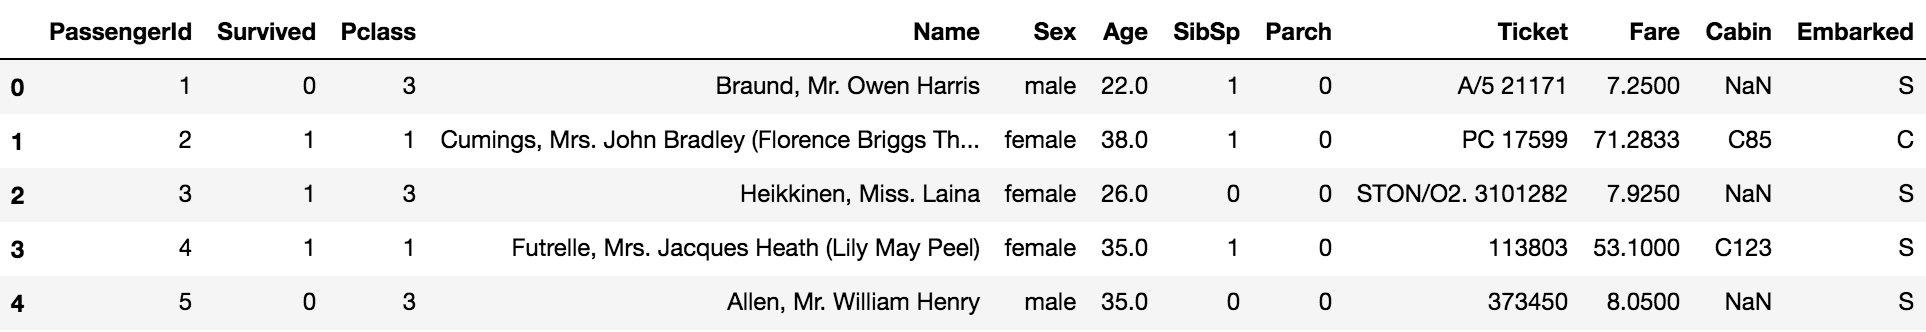 PassengerId Survived Pclass Name Sex Age SibSp Parch Ticket Fare Cabin Embarked
0 1 0 3 Braund, Mr. Owen Harris male 22.0 1 0 A/5 21171 7.2500 NaN S
1 2 1 1 Cumings, Mrs. John Bradley (Florence Briggs Th... female 38.0 1 0 PC 17599 71.2833 C85 C
2 3 1 3 Heikkinen, Miss. Laina female 26.0 0 0 STON/O2. 3101282 7.9250 NaN S
3 4 1 1 Futrelle, Mrs. Jacques Heath (Lily May Peel) female 35.0 1 0 113803 53.1000 C123 S
4 5 0 3 Allen, Mr. William Henry male 35.0 0 0 373450 8.0500 NaN S